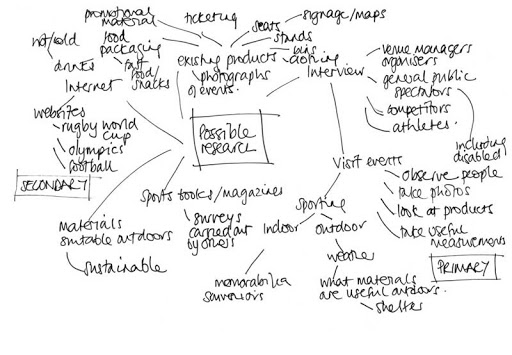 promotional
material
ticketing
seats
signage/maps
stands
bins
clothing
existing products
photographs
of events.
hot/cold
drinks
food
packaging
fast
food/
snacks
Internet
websites
rugby world
cup
olympics
football
SECONDARY
Possible
research
Interview
venue managers
organisers
general public
spectators
competitors
athletes.
including
disabled
Visit events
observe people
take photos
look at products
take useful
measurements
PRIMARY
Sports books/magazines
surveys
carried out
by others
materials
suitable outdoors
sustainable
sporting
Indoor
outdoor
memorabilia
souvenirs
what materials
are useful outdoors.
shelter